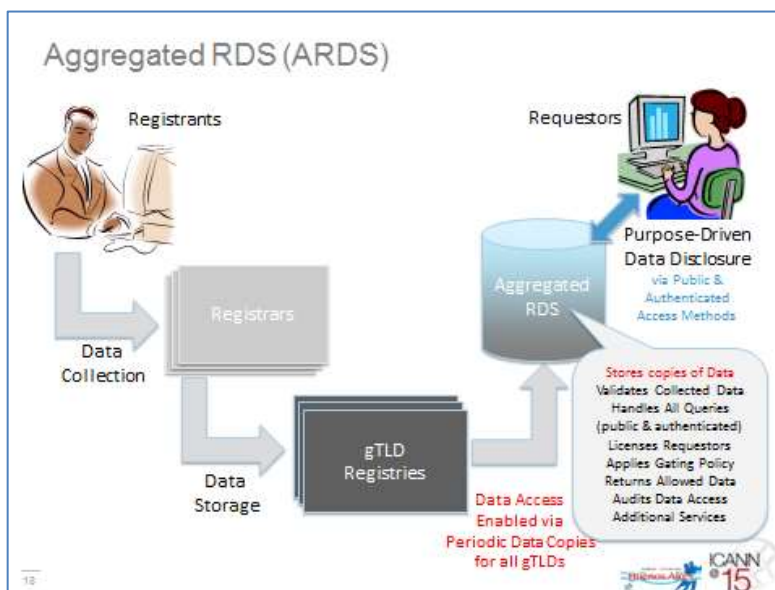 Aggregated RDS (ARDS)
Registrants
Requestors
Purpose-Driven
Data Disclosure
via Public &
Authenticated
Access Methods
Aggregated
RDS
Registrars
Data
Collection
gTLD
Registries
Data
Storage
Data Access
Enabled via
Periodic Data Copies
for all gTLDs
Stores copies of Data
Validates Collected Data
Handles All Queries
(public & authenticated)
Licenses Requestors
Applies Gating Policy
Returns Allowed Data
Audits Data Access
Additional Services
Buenos Aires
ICANN
@15